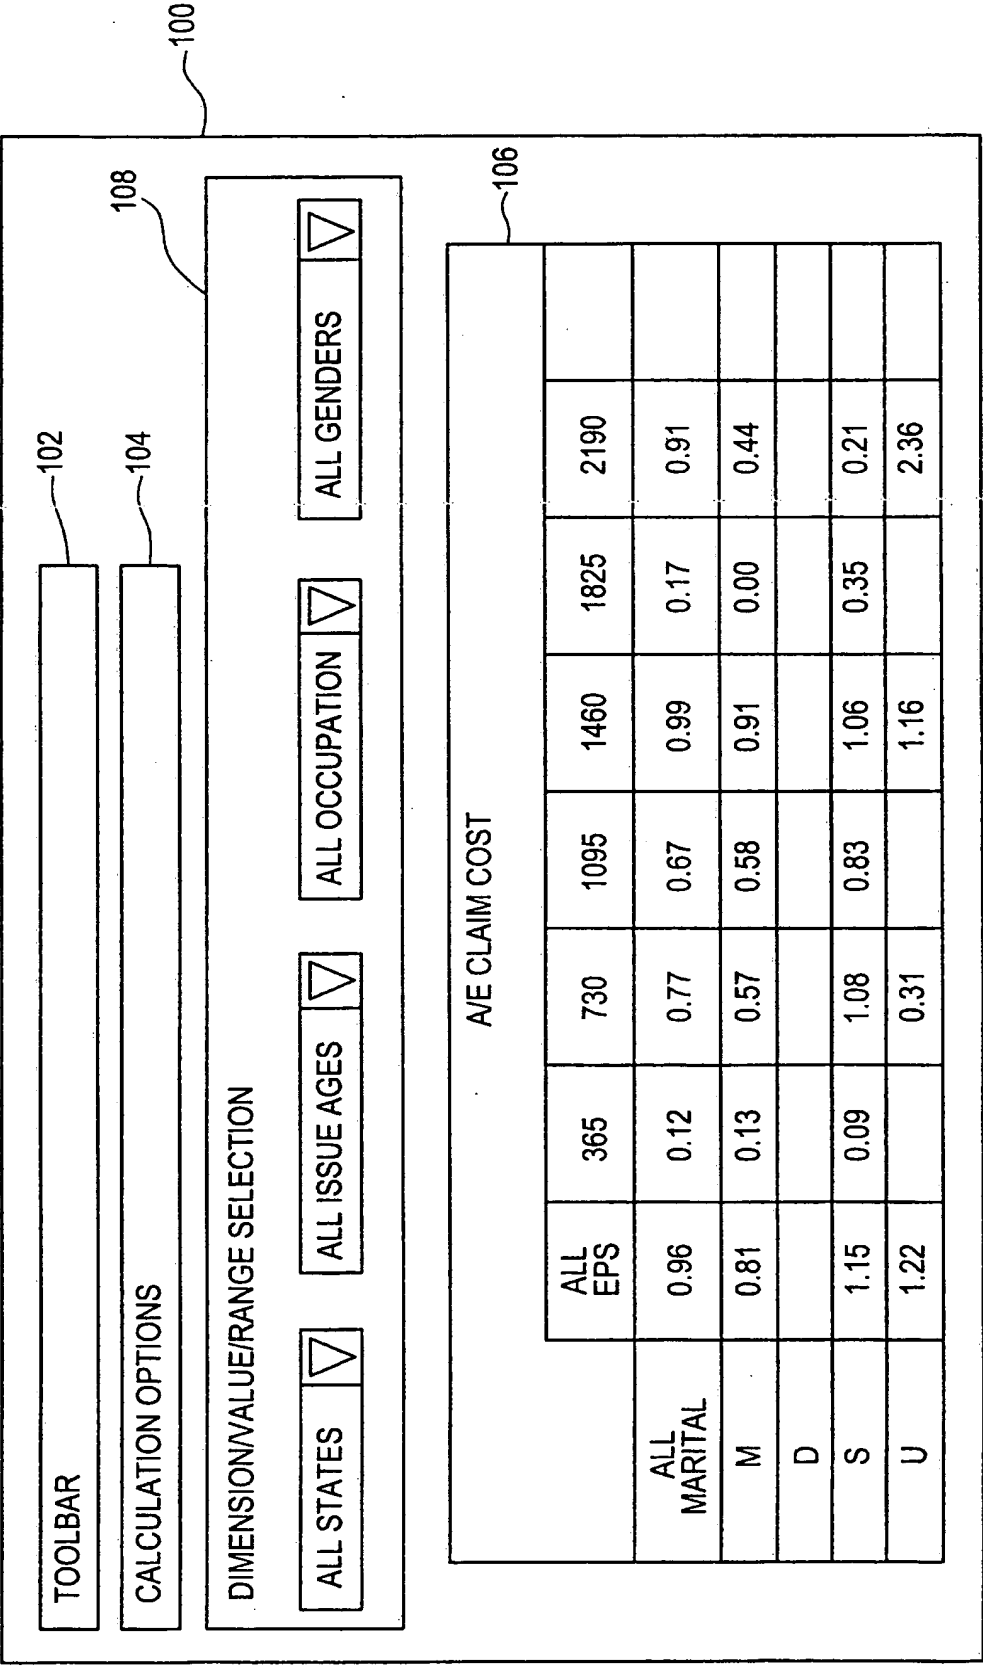 100
102
TOOLBAR
104
CALCULATION OPTIONS
108
DIMENSION/VALUE/RANGE SELECTION
ALL STATES ALL ISSUE AGES ALL OCCUPATION ALL GENDERS
106
A/E CLAIM COST
ALL EPS 365 730 1095 1460 1825 2190
ALL MARITAL 0.96 0.12 0.77 0.67 0.99 0.17 0.91
M 0.81 0.13 0.57 0.58 0.91 0.00 0.44
D
S 1.15 0.09 1.08 0.83 1.06 0.35 0.21
U 1.22 0.31 1.16 2.36